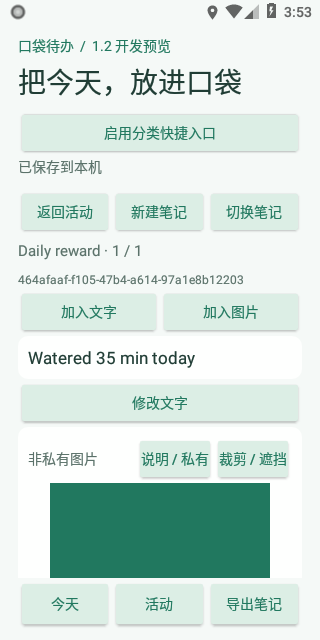 3:53
口袋待办 / 1.2 开发预览
把今天，放进口袋
启用分类快捷入口
已保存到本机
返回活动 新建笔记 切换笔记
Daily reward · 1 / 1
464afaaf-f105-47b4-a614-97a1e8b12203
加入文字 加入图片
Watered 35 min today
修改文字
非私有图片 说明 / 私有 裁剪 / 遮挡
今天 活动 导出笔记